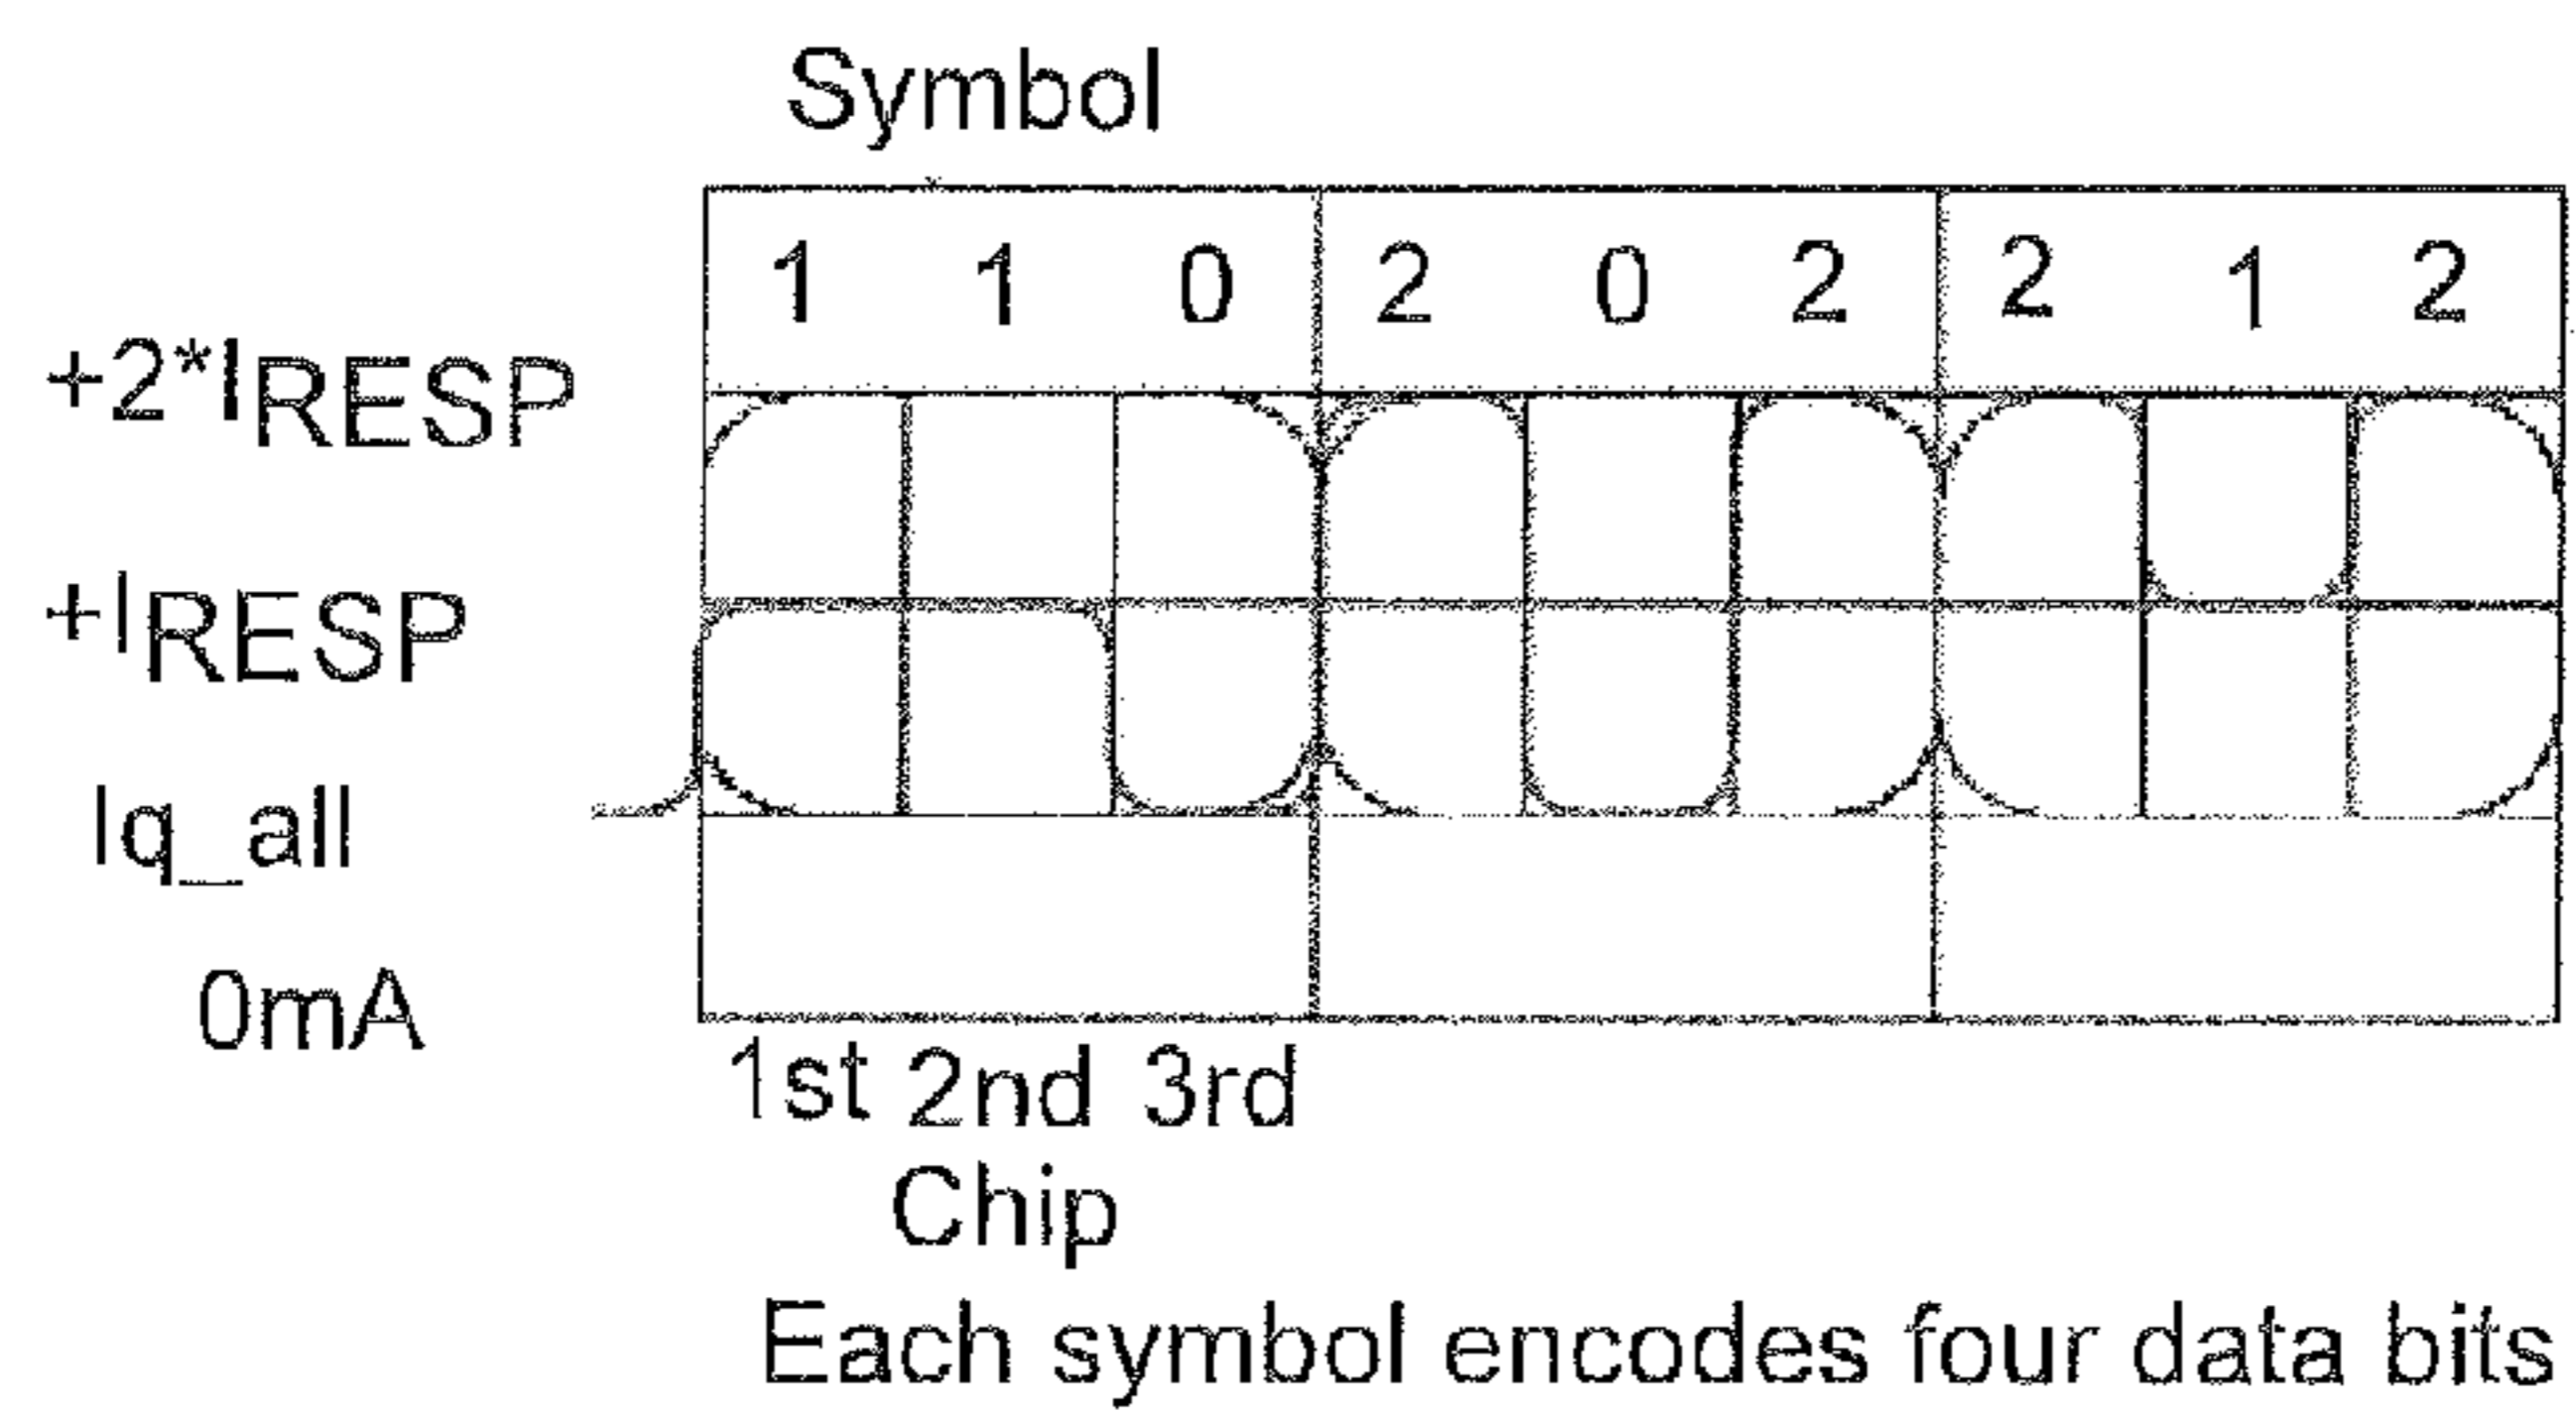 Symbol
1 1 0 2 0 2 2 1 2
+2*IRESP
+IRESP
Iq_all
0mA
1st 2nd 3rd
Chip
Each symbol encodes four data bits